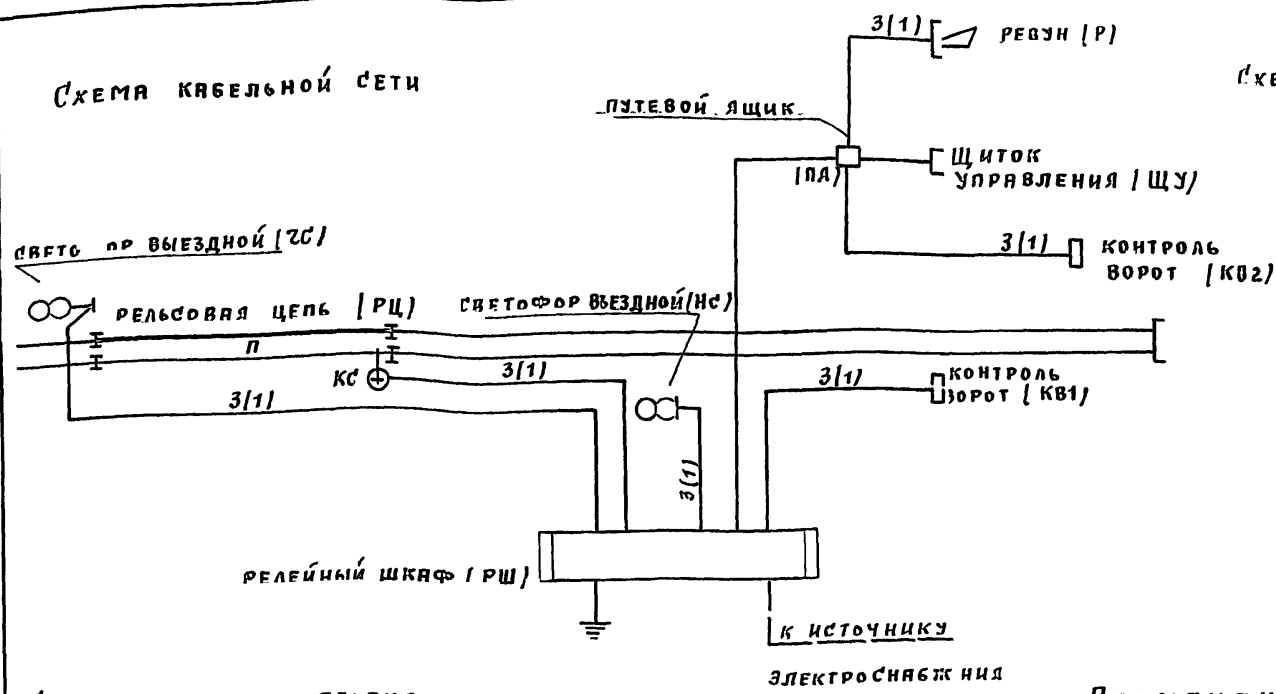 3(1)
РЕВУН (Р)
СХЕМА КАБЕЛЬНОЙ СЕТИ
ПУТЕВОЙ ЯЩИК
ЩИТОК
УПРАВЛЕНИЯ (ЩУ)
(ПЯ)
3(1)
КОНТРОЛЬ
ВОРОТ (КВ2)
ВЫЕЗДНОЙ (ЧС)
РЕЛЬСОВАЯ ЦЕПЬ (РЦ)
СВЕТОФОР ВЪЕЗДНОЙ (НС)
П
КС
3(1)
3(1)
КОНТРОЛЬ
ВОРОТ (КВ1)
3(1)
3(1)
РЕЛЕЙНЫЙ ШКАФ (РШ)
К ИСТОЧНИКУ